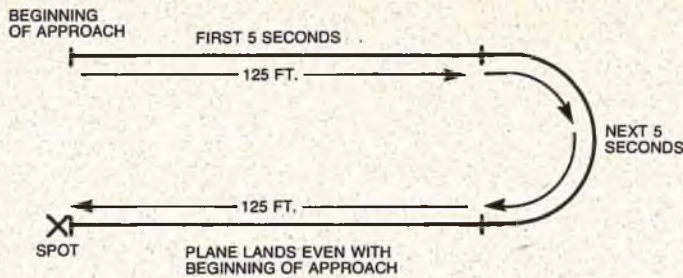 BEGINNING
OF APPROACH
FIRST 5 SECONDS
125 FT.
NEXT 5
SECONDS
125 FT.
SPOT
PLANE LANDS EVEN WITH
BEGINNING OF APPROACH